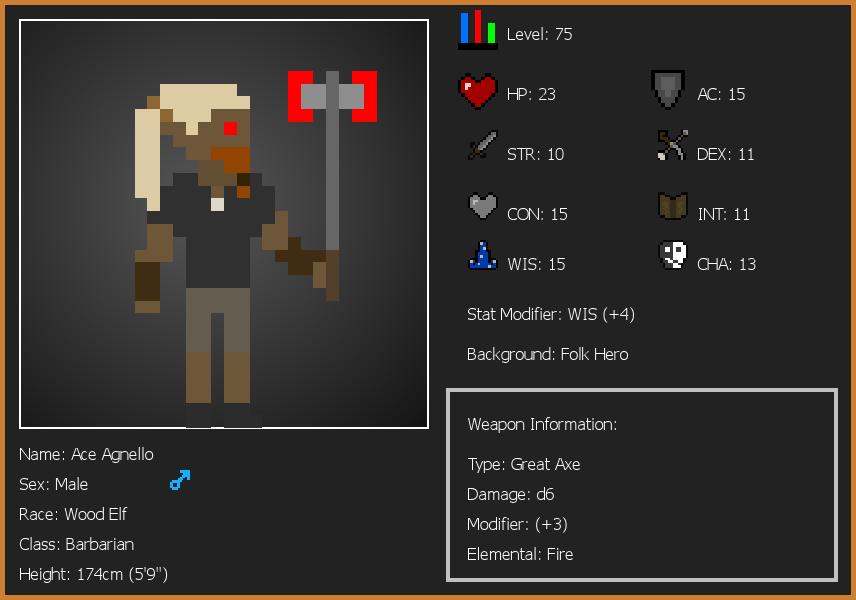 Level: 75
HP: 23
AC: 15
STR: 10
DEX: 11
CON: 15
INT: 11
WIS: 15
CHA: 13
Stat Modifier: WIS (+4)
Background: Folk Hero
Weapon Information:
Type: Great Axe
Damage: d6
Modifier: (+3)
Elemental: Fire
Name: Ace Agnello
Sex: Male
Race: Wood Elf
Class: Barbarian
Height: 174cm (5'9")